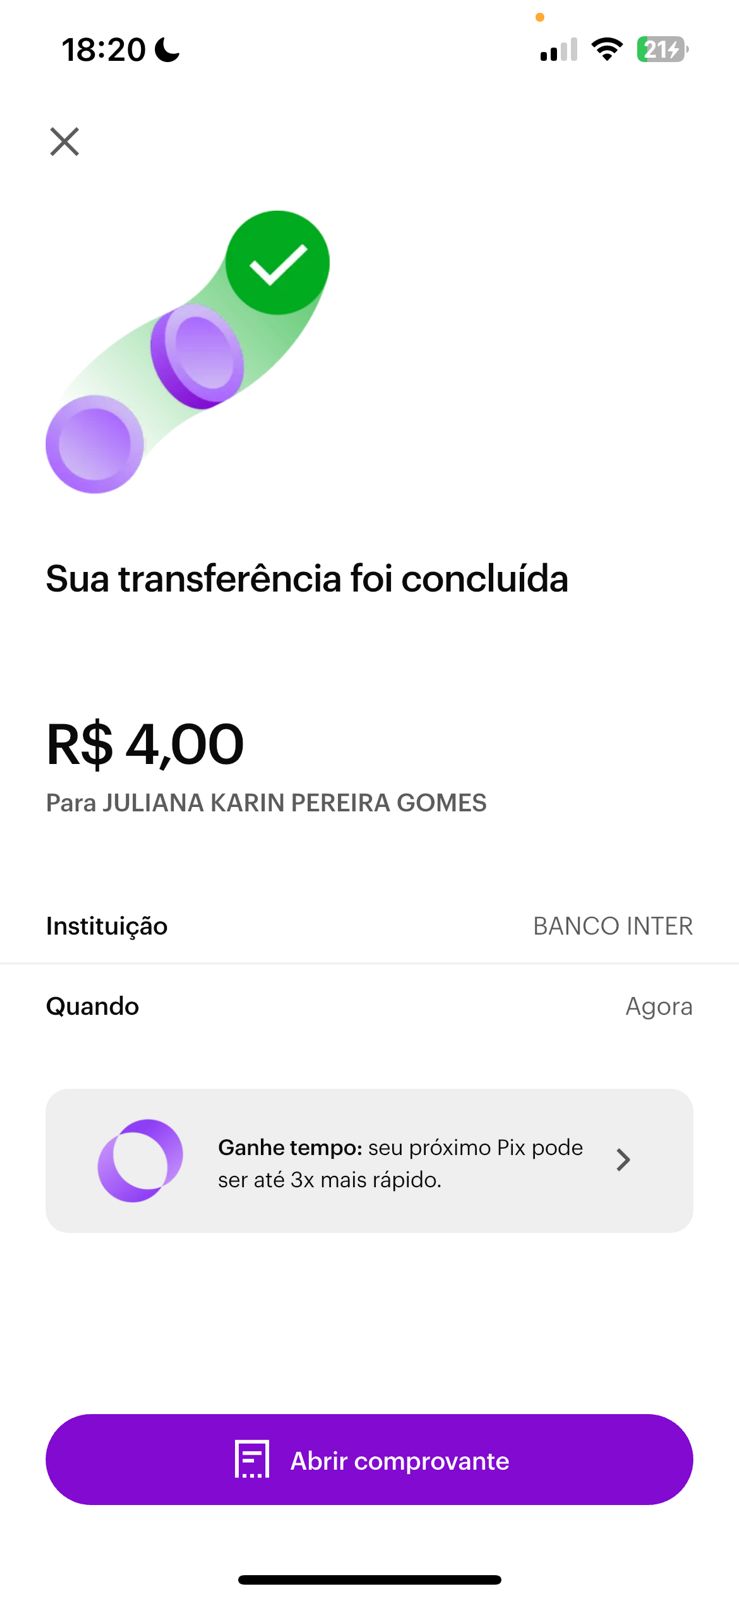 18:20
21
Sua transferência foi concluída
R$ 4,00
Para JULIANA KARIN PEREIRA GOMES
Instituição BANCO INTER
Quando Agora
Ganhe tempo: seu próximo Pix pode
ser até 3x mais rápido.
Abrir comprovante